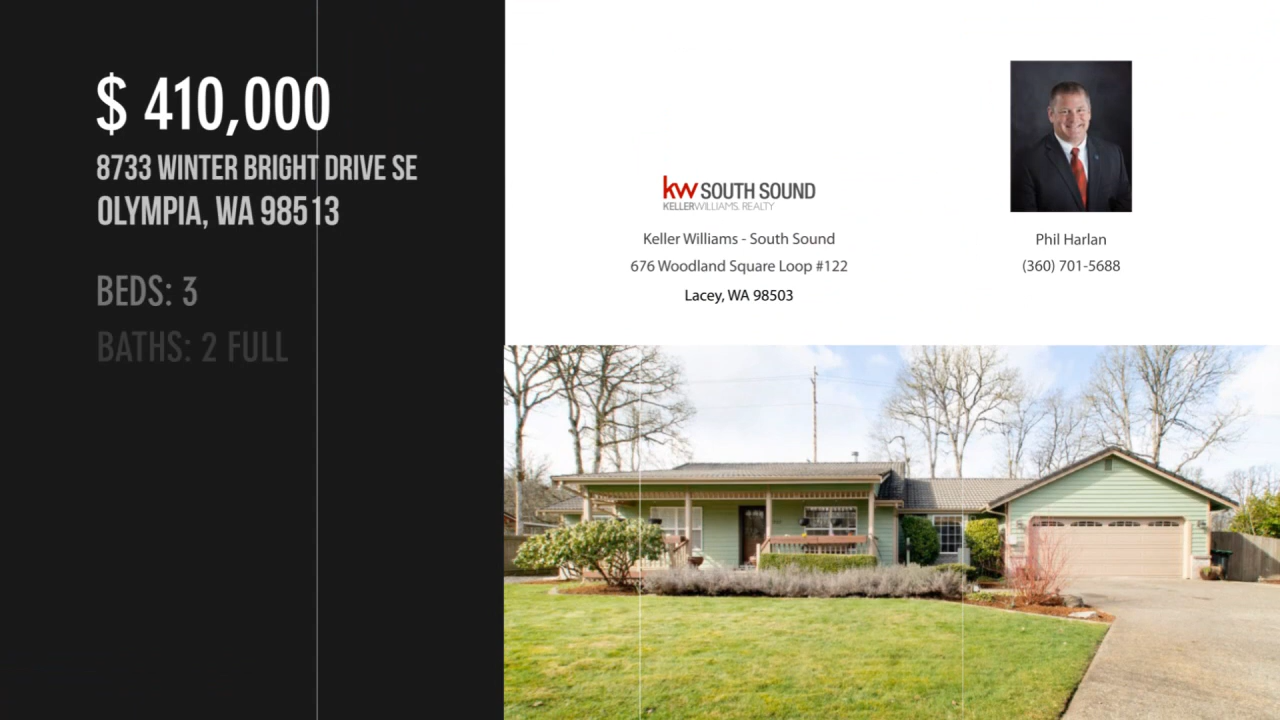 $ 410,000
8733 WINTER BRIGHT DRIVE SE
OLYMPIA, WA 98513
BEDS: 3
BATHS: 2 FULL
kw SOUTH SOUND
KELLERWILLIAMS. REALTY
Keller Williams - South Sound
676 Woodland Square Loop #122
Lacey, WA 98503
Phil Harlan
(360) 701-5688